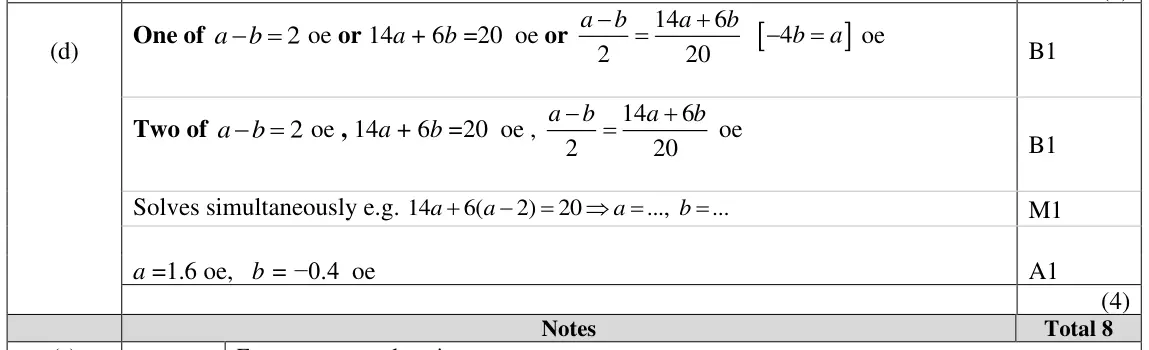 (d) One of a − b = 2 oe or 14a + 6b =20 oe or (a − b)/2 = (14a + 6b)/20 [−4b = a] oe B1
Two of a − b = 2 oe , 14a + 6b =20 oe , (a − b)/2 = (14a + 6b)/20 oe B1
Solves simultaneously e.g. 14a + 6(a − 2) = 20 ⇒ a = ..., b = ... M1
a =1.6 oe, b = −0.4 oe A1
(4)
Notes Total 8